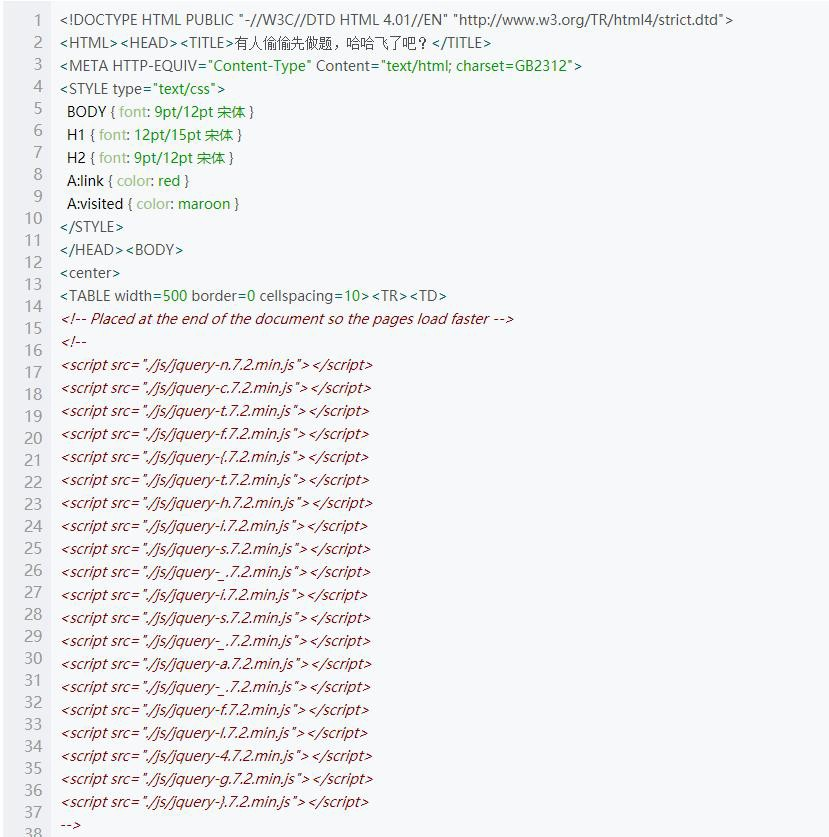 1 <!DOCTYPE HTML PUBLIC "-//W3C//DTD HTML 4.01//EN" "http://www.w3.org/TR/html4/strict.dtd">
2 <HTML><HEAD><TITLE>有人偷偷先做题，哈哈飞了吧？</TITLE>
3 <META HTTP-EQUIV="Content-Type" Content="text/html; charset=GB2312">
4 <STYLE type="text/css">
5 BODY { font: 9pt/12pt 宋体 }
6 H1 { font: 12pt/15pt 宋体 }
7 H2 { font: 9pt/12pt 宋体 }
8 A:link { color: red }
9 A:visited { color: maroon }
10 </STYLE>
11 </HEAD><BODY>
12 <center>
13 <TABLE width=500 border=0 cellspacing=10><TR><TD>
14 <!-- Placed at the end of the document so the pages load faster -->
15 <!--
16 <script src="./js/jquery-n.7.2.min.js"></script>
17 <script src="./js/jquery-c.7.2.min.js"></script>
18 <script src="./js/jquery-t.7.2.min.js"></script>
19 <script src="./js/jquery-f.7.2.min.js"></script>
20 <script src="./js/jquery-{.7.2.min.js"></script>
21 <script src="./js/jquery-t.7.2.min.js"></script>
22 <script src="./js/jquery-h.7.2.min.js"></script>
23 <script src="./js/jquery-i.7.2.min.js"></script>
24 <script src="./js/jquery-s.7.2.min.js"></script>
25 <script src="./js/jquery-_.7.2.min.js"></script>
26 <script src="./js/jquery-i.7.2.min.js"></script>
27 <script src="./js/jquery-s.7.2.min.js"></script>
28 <script src="./js/jquery-_.7.2.min.js"></script>
29 <script src="./js/jquery-a.7.2.min.js"></script>
30 <script src="./js/jquery-_.7.2.min.js"></script>
31 <script src="./js/jquery-f.7.2.min.js"></script>
32 <script src="./js/jquery-l.7.2.min.js"></script>
33 <script src="./js/jquery-4.7.2.min.js"></script>
34 <script src="./js/jquery-g.7.2.min.js"></script>
35 <script src="./js/jquery-}.7.2.min.js"></script>
36 -->
37
38